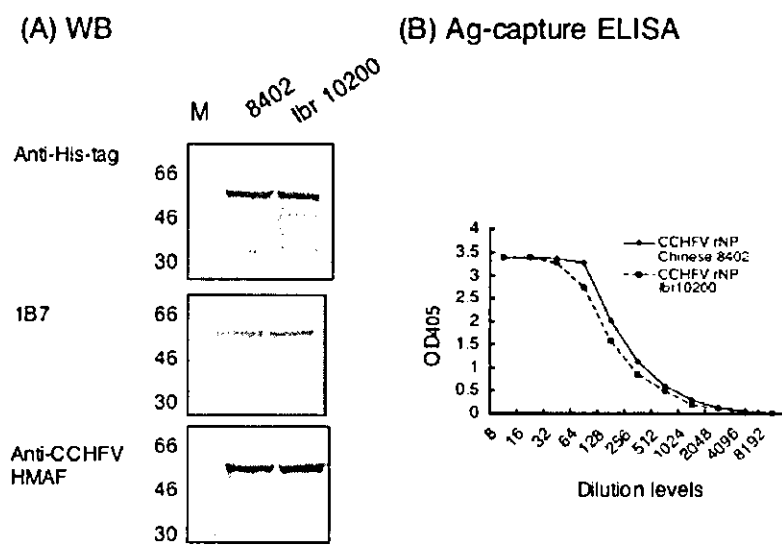 (A) WB
M 8402 Ibr 10200
Anti-His-tag
66
46
30
1B7
66
46
30
Anti-CCHFV
HMAF
66
46
30
(B) Ag-capture ELISA
CCHFV rNP
Chinese 8402
CCHFV rNP
Ibr10200
4
3.5
3
2.5
2
1.5
1
0.5
0
OD405
8 16 32 64 128 256 512 1024 2048 4096 8192
Dilution levels